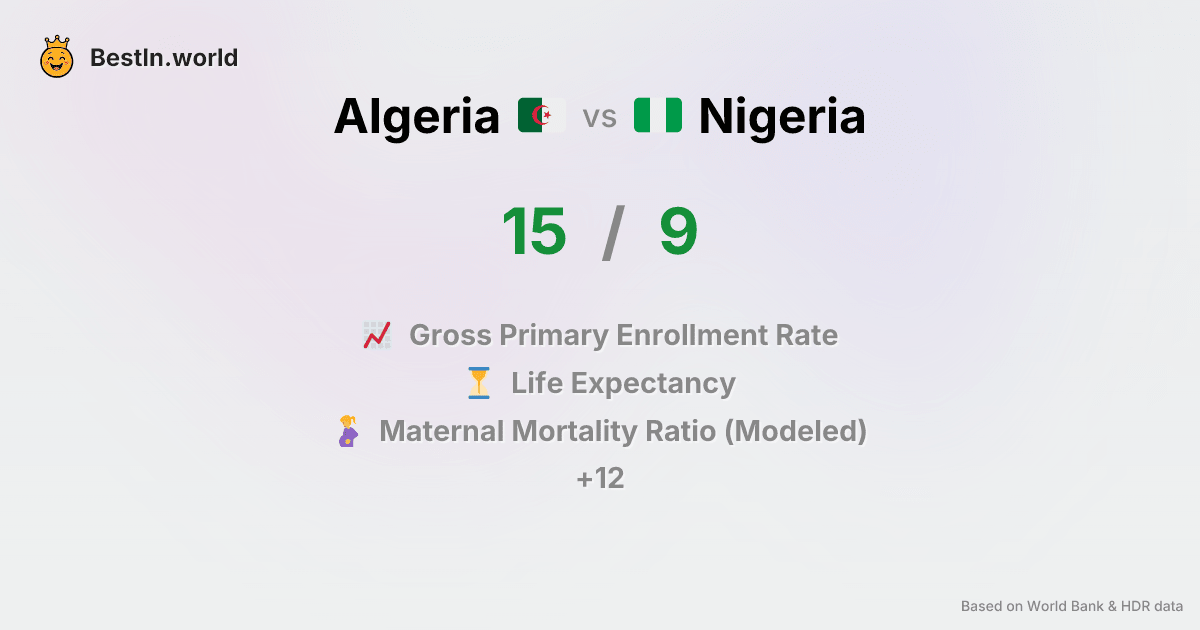 BestIn.world
Algeria vs Nigeria
15 / 9
Gross Primary Enrollment Rate
Life Expectancy
Maternal Mortality Ratio (Modeled)
+12
Based on World Bank & HDR data